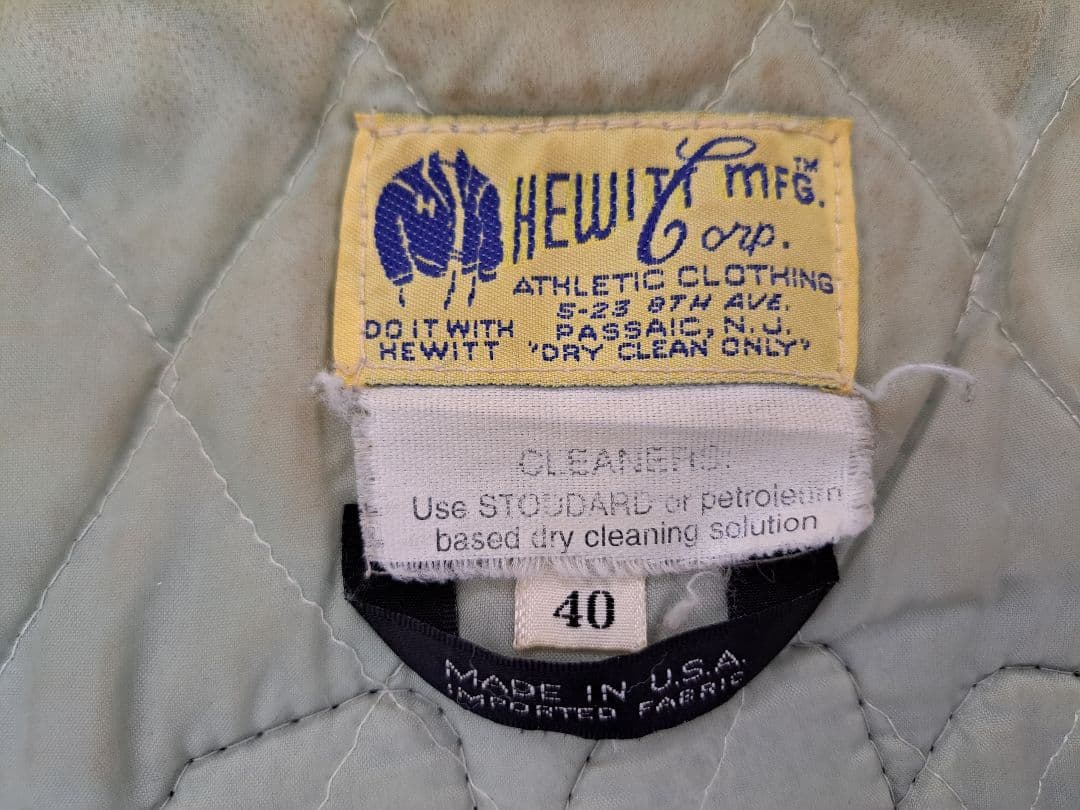 HEWITT MFG.™
Corp.
ATHLETIC CLOTHING
5-23 8TH AVE.
PASSAIC, N.J.
DO IT WITH
HEWITT
"DRY CLEAN ONLY"
CLEANERS!
Use STODDARD or petroleum
based dry cleaning solution
40
MADE IN U.S.A.
IMPORTED FABRIC